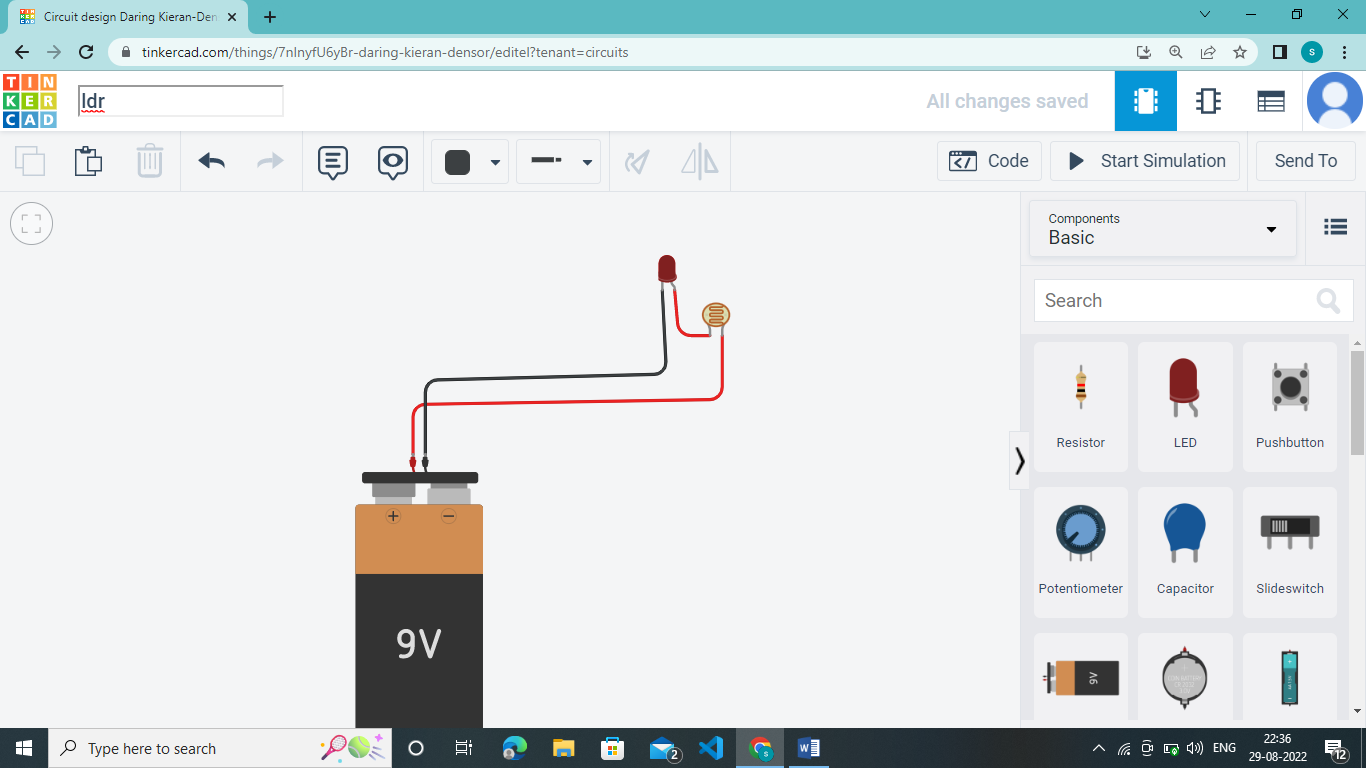 Circuit design Daring Kieran-Den
tinkercad.com/things/7nInyfU6yBr-daring-kieran-densor/editel?tenant=circuits
S
TIN
KER
CAD
ldr
All changes saved
Code
Start Simulation
Send To
Components
Basic
Search
Resistor
LED
Pushbutton
Potentiometer
Capacitor
Slideswitch
+ −
9V
9V
Type here to search
2
S
W
ENG
22:36
29-08-2022
12